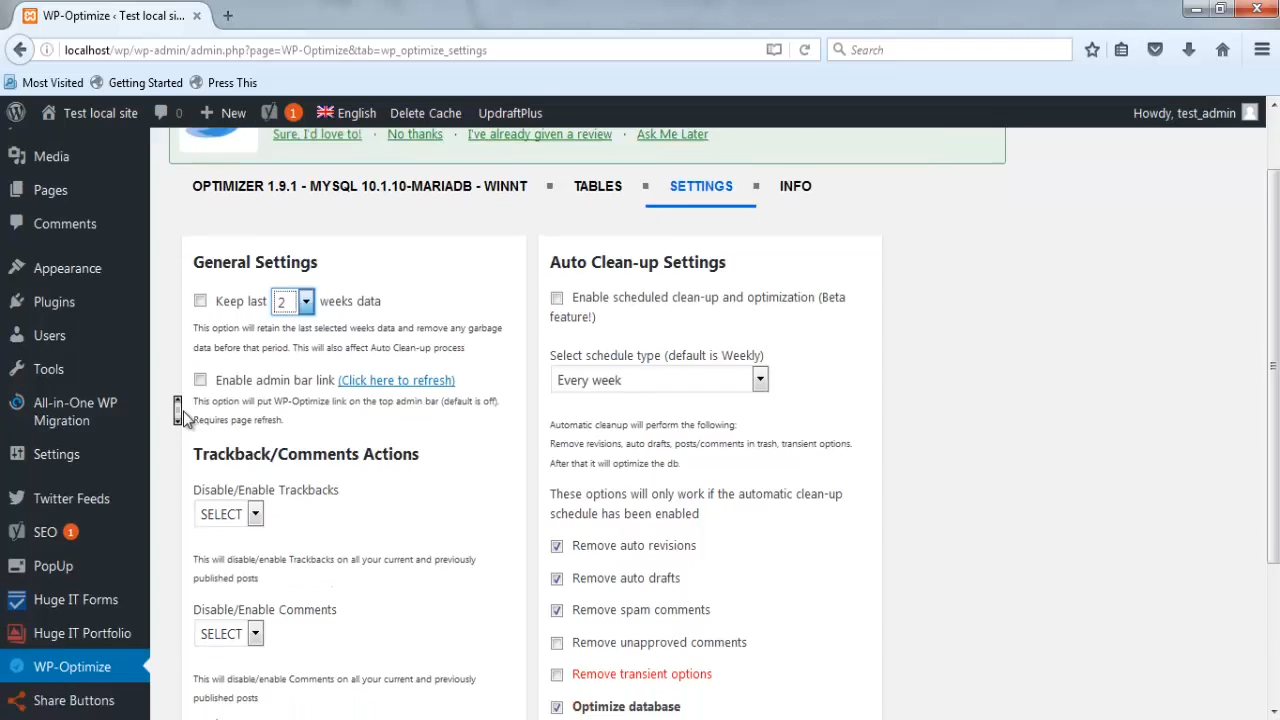 WP-Optimize ‹ Test local si...
localhost/wp/wp-admin/admin.php?page=WP-Optimize&tab=wp_optimize_settings
Search
Most Visited
Getting Started
Press This
Test local site
0
New
1
English
Delete Cache
UpdraftPlus
Howdy, test_admin
Sure, I'd love to! · No thanks · I've already given a review · Ask Me Later
Media
Pages
Comments
Appearance
Plugins
Users
Tools
All-in-One WP
Migration
Settings
Twitter Feeds
SEO 1
PopUp
Huge IT Forms
Huge IT Portfolio
WP-Optimize
Share Buttons
OPTIMIZER 1.9.1 - MYSQL 10.1.10-MARIADB - WINNT
TABLES
SETTINGS
INFO
General Settings
Keep last 2 weeks data
This option will retain the last selected weeks data and remove any garbage
data before that period. This will also affect Auto Clean-up process
Enable admin bar link (Click here to refresh)
This option will put WP-Optimize link on the top admin bar (default is off).
Requires page refresh.
Trackback/Comments Actions
Disable/Enable Trackbacks
SELECT
This will disable/enable Trackbacks on all your current and previously
published posts
Disable/Enable Comments
SELECT
This will disable/enable Comments on all your current and previously
published posts
Auto Clean-up Settings
Enable scheduled clean-up and optimization (Beta
feature!)
Select schedule type (default is Weekly)
Every week
Automatic cleanup will perform the following:
Remove revisions, auto drafts, posts/comments in trash, transient options.
After that it will optimize the db.
These options will only work if the automatic clean-up
schedule has been enabled
Remove auto revisions
Remove auto drafts
Remove spam comments
Remove unapproved comments
Remove transient options
Optimize database